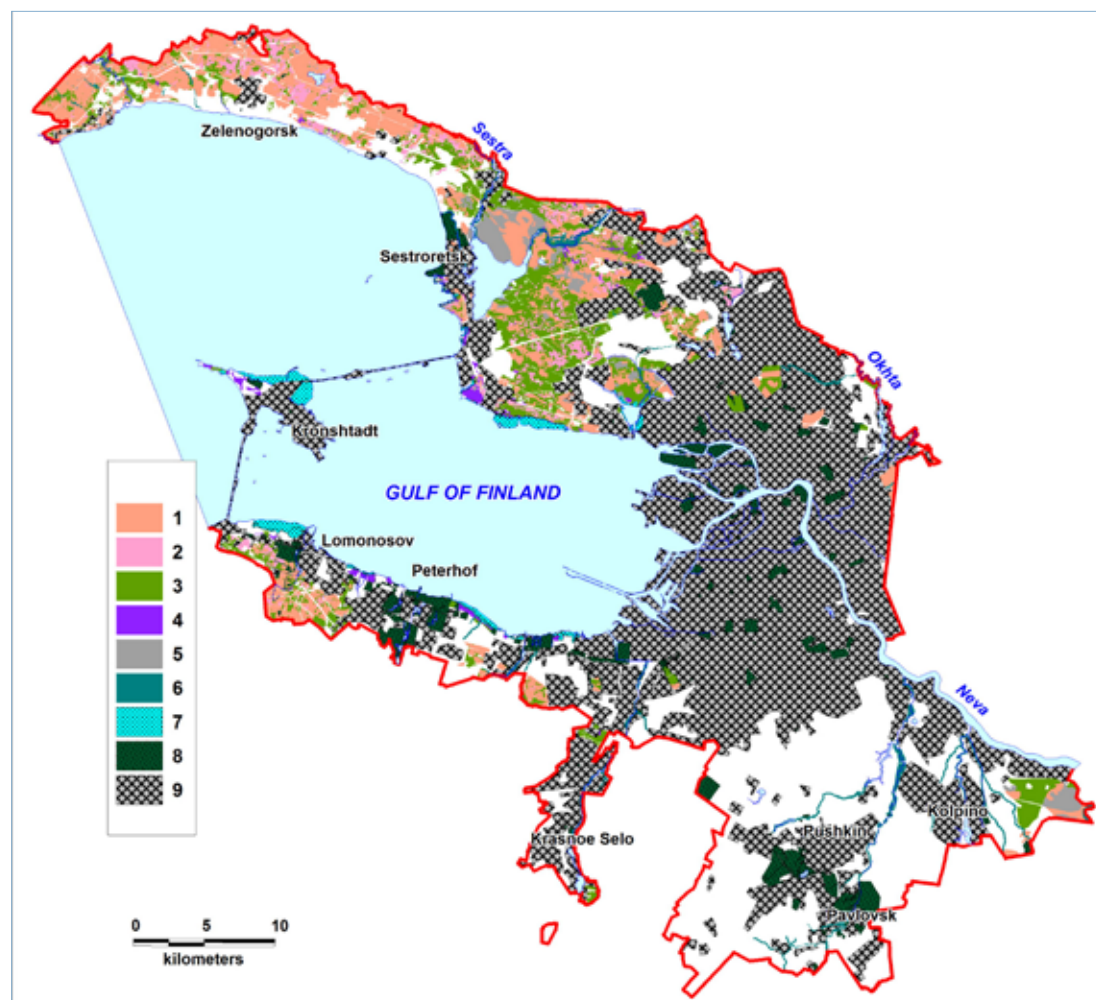 Zelenogorsk
Sestra
Sestroretsk
Okhta
Kronshtadt
GULF OF FINLAND
Lomonosov
Peterhof
1
2
3
4
5
6
7
8
9
Neva
Kolpino
Pushkin
Krasnoe Selo
Pavlovsk
0 5 10
kilometers